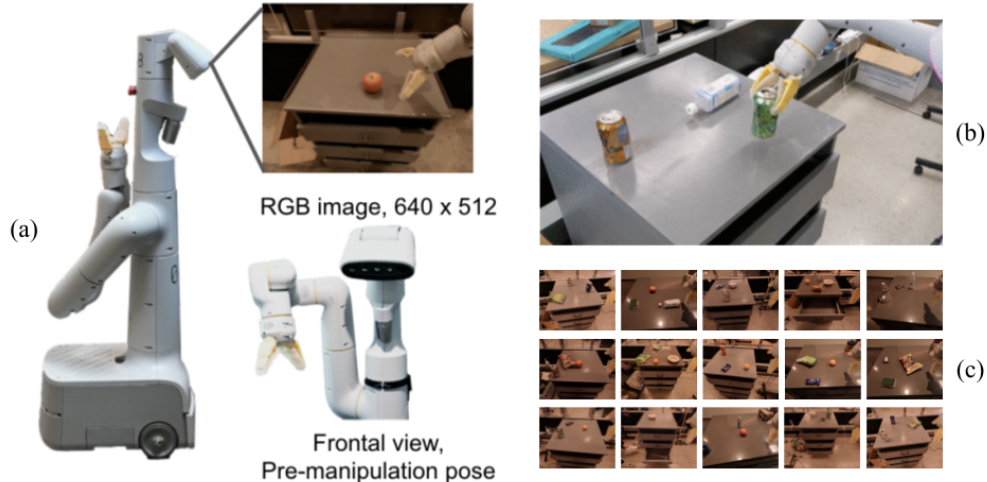 (a)
RGB image, 640 x 512
Frontal view,
Pre-manipulation pose
(b)
(c)